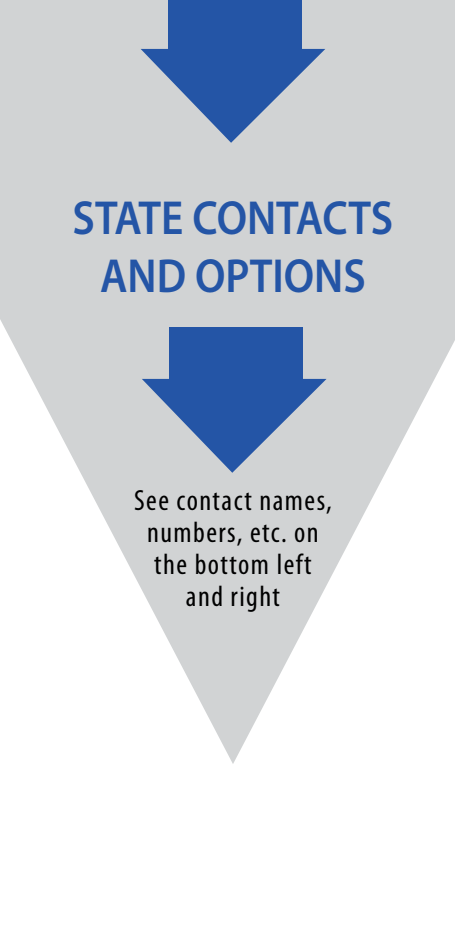 STATE CONTACTS
AND OPTIONS
See contact names,
numbers, etc. on
the bottom left
and right